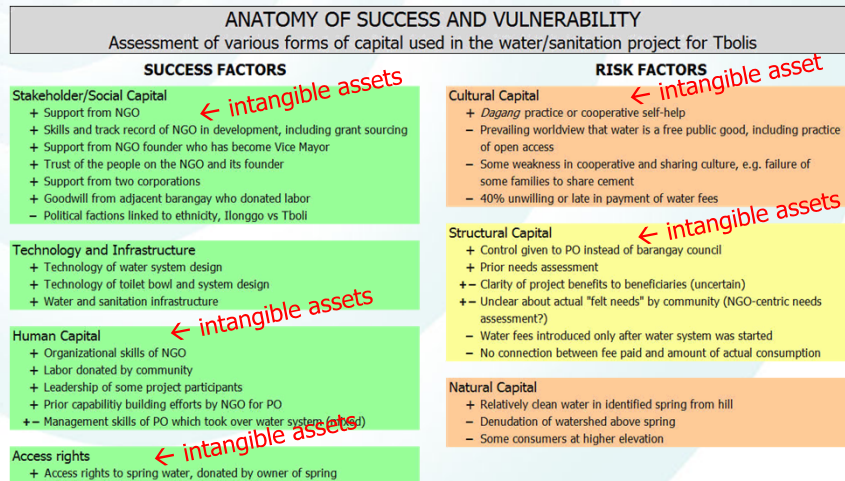 ANATOMY OF SUCCESS AND VULNERABILITY
Assessment of various forms of capital used in the water/sanitation project for Tbolis
SUCCESS FACTORS
Stakeholder/Social Capital
← intangible assets
+ Support from NGO
+ Skills and track record of NGO in development, including grant sourcing
+ Support from NGO founder who has become Vice Mayor
+ Trust of the people on the NGO and its founder
+ Support from two corporations
+ Goodwill from adjacent barangay who donated labor
− Political factions linked to ethnicity, Ilonggo vs Tboli
Technology and Infrastructure
+ Technology of water system design
+ Technology of toilet bowl and system design
+ Water and sanitation infrastructure
Human Capital
← intangible assets
+ Organizational skills of NGO
+ Labor donated by community
+ Leadership of some project participants
+ Prior capabilitiy building efforts by NGO for PO
+− Management skills of PO which took over water system (mixed)
Access rights
← intangible assets
+ Access rights to spring water, donated by owner of spring
RISK FACTORS
Cultural Capital
← intangible asset
+ Dagang practice or cooperative self-help
− Prevailing worldview that water is a free public good, including practice
of open access
− Some weakness in cooperative and sharing culture, e.g. failure of
some families to share cement
− 40% unwilling or late in payment of water fees
Structural Capital
← intangible assets
+ Control given to PO instead of barangay council
+ Prior needs assessment
+− Clarity of project benefits to beneficiaries (uncertain)
+− Unclear about actual "felt needs" by community (NGO-centric needs
assessment?)
− Water fees introduced only after water system was started
− No connection between fee paid and amount of actual consumption
Natural Capital
+ Relatively clean water in identified spring from hill
− Denudation of watershed above spring
− Some consumers at higher elevation